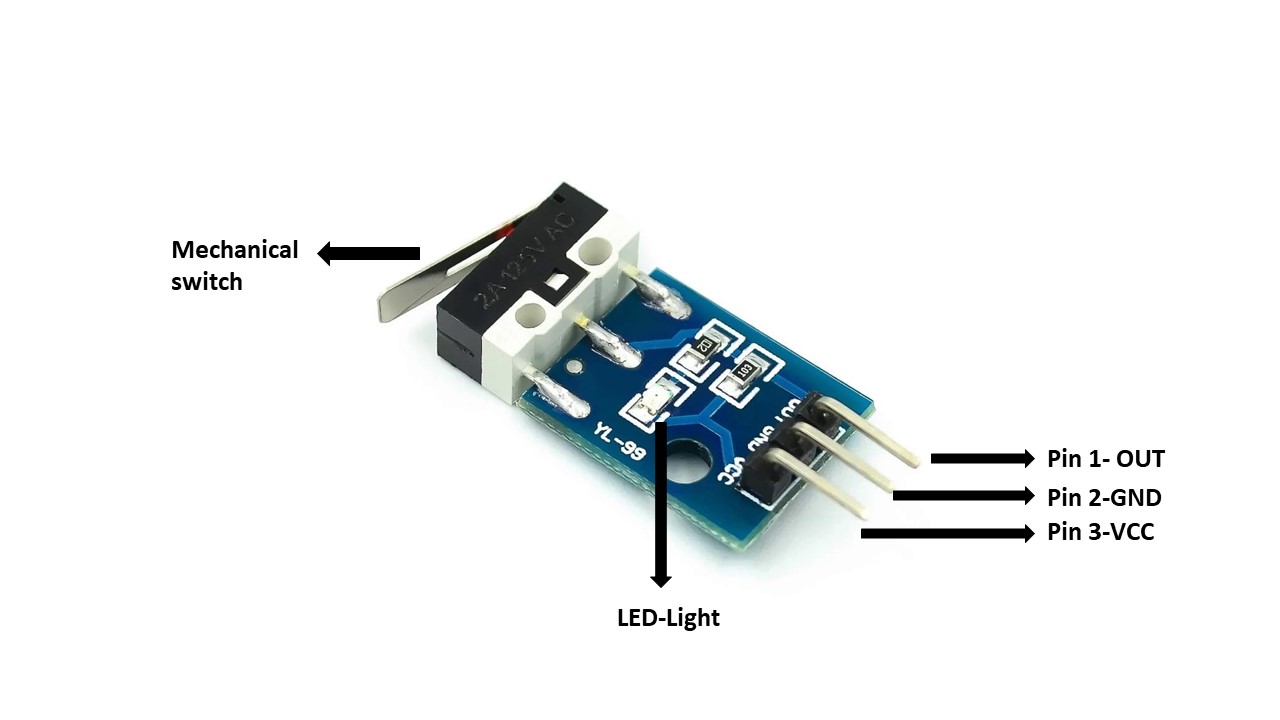 Mechanical
switch
2A 125V AC
102
103
YL-99
OUT
GND
VCC
Pin 1- OUT
Pin 2-GND
Pin 3-VCC
LED-Light